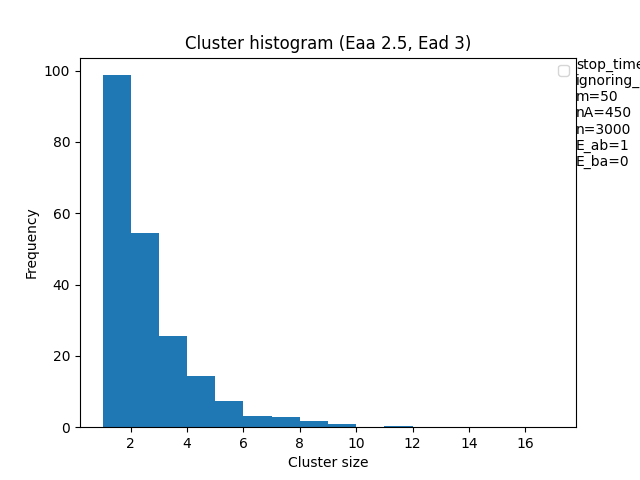 Cluster histogram (Eaa 2.5, Ead 3)
100
80
60
40
20
0
Frequency
2 4 6 8 10 12 14 16
Cluster size
stop_time
ignoring_
m=50
nA=450
n=3000
E_ab=1
E_ba=0